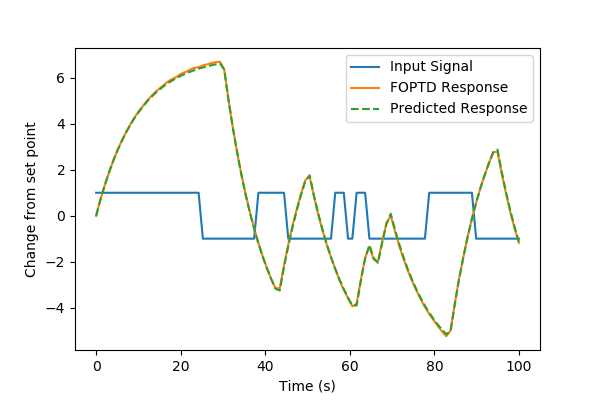 Input Signal
FOPTD Response
Predicted Response
Change from set point
6
4
2
0
−2
−4
0 20 40 60 80 100
Time (s)